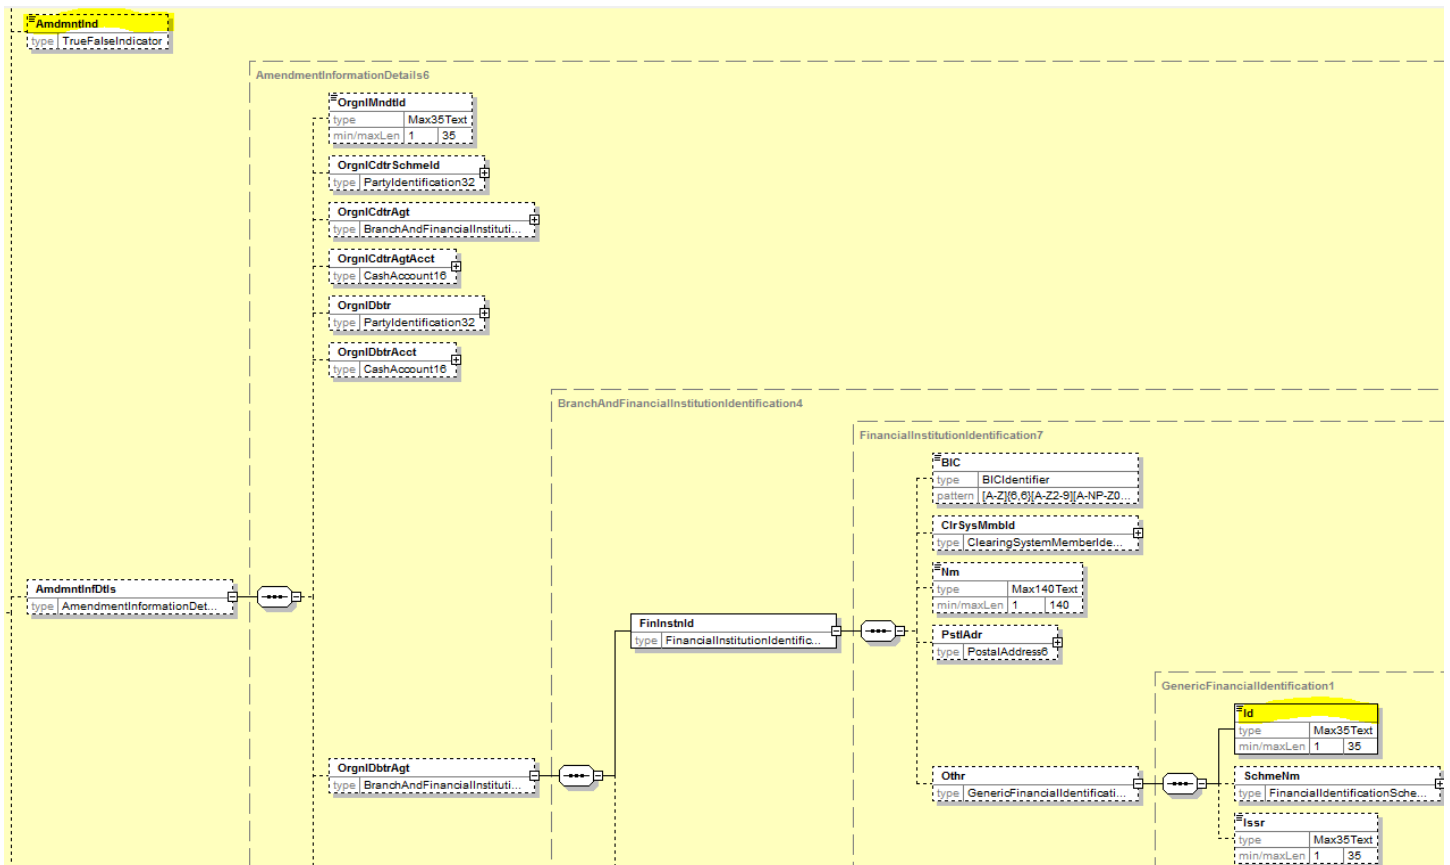 AmdmntInd
type TrueFalseIndicator
AmendmentInformationDetails6
OrgnlMndtId
type Max35Text
min/maxLen 1 35
OrgnlCdtrSchmeId
type PartyIdentification32
OrgnlCdtrAgt
type BranchAndFinancialInstituti...
OrgnlCdtrAgtAcct
type CashAccount16
OrgnlDbtr
type PartyIdentification32
OrgnlDbtrAcct
type CashAccount16
BranchAndFinancialInstitutionIdentification4
FinancialInstitutionIdentification7
BIC
type BICIdentifier
pattern [A-Z]{6,6}[A-Z2-9][A-NP-Z0...
ClrSysMmbId
type ClearingSystemMemberIde...
Nm
type Max140Text
min/maxLen 1 140
AmdmntInfDtls
type AmendmentInformationDet...
FinInstnId
type FinancialInstitutionIdentific...
PstlAdr
type PostalAddress6
GenericFinancialIdentification1
Id
type Max35Text
min/maxLen 1 35
OrgnlDbtrAgt
type BranchAndFinancialInstituti...
Othr
type GenericFinancialIdentificati...
SchmeNm
type FinancialIdentificationSche...
Issr
type Max35Text
min/maxLen 1 35